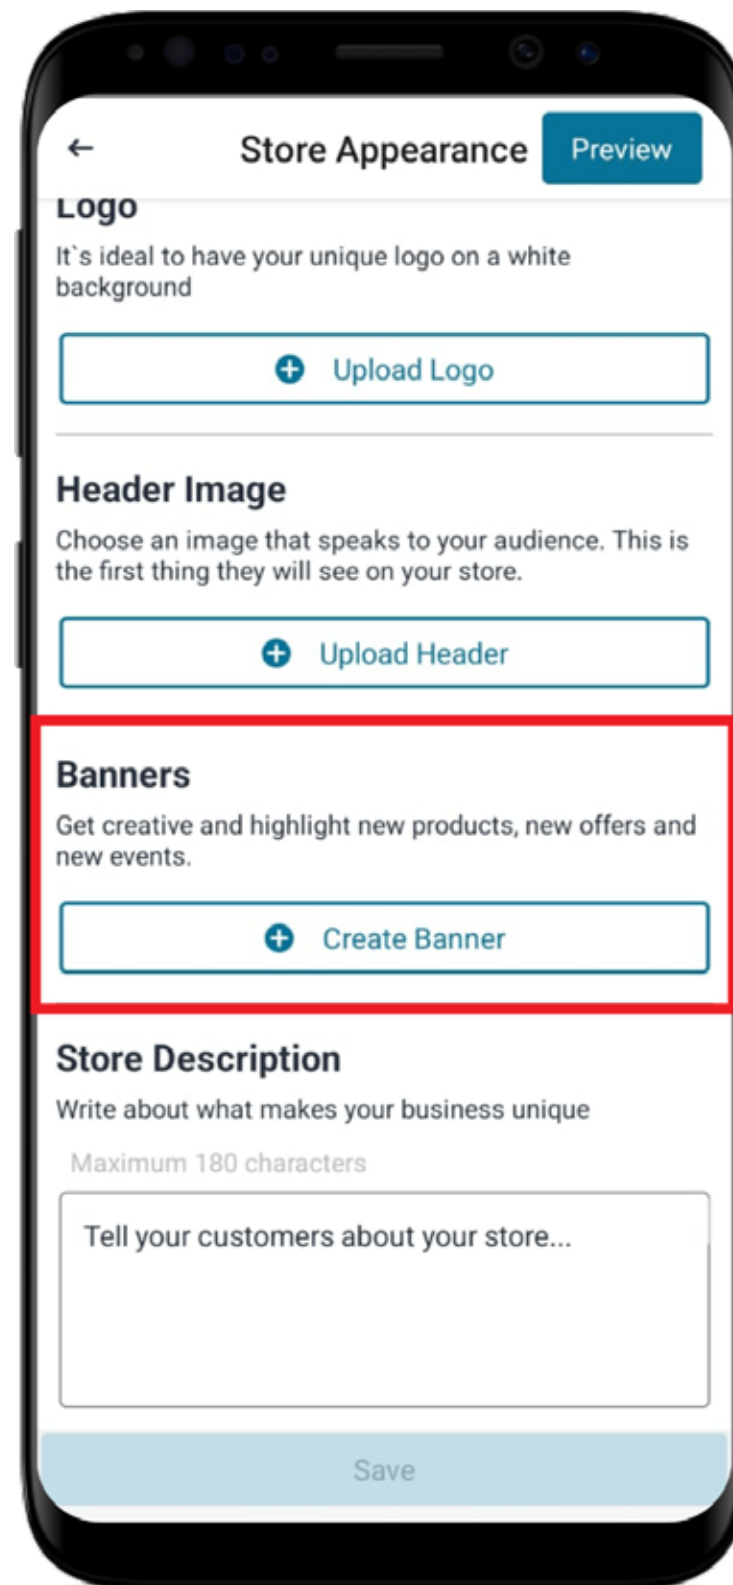 Store Appearance
Preview
Logo
It`s ideal to have your unique logo on a white
background
Upload Logo
Header Image
Choose an image that speaks to your audience. This is
the first thing they will see on your store.
Upload Header
Banners
Get creative and highlight new products, new offers and
new events.
Create Banner
Store Description
Write about what makes your business unique
Maximum 180 characters
Tell your customers about your store...
Save